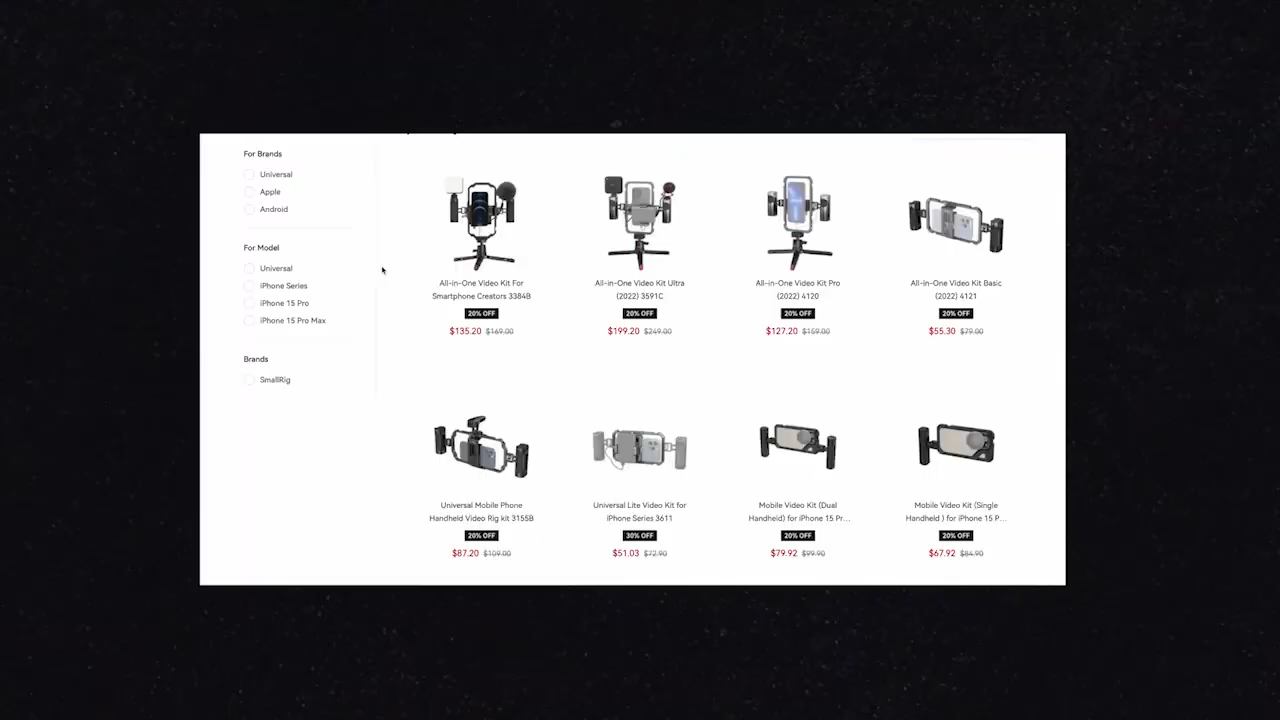 For Brands
Universal
Apple
Android
For Model
Universal
iPhone Series
iPhone 15 Pro
iPhone 15 Pro Max
Brands
SmallRig
All-in-One Video Kit For
Smartphone Creators 3384B
20% OFF
$135.20 $169.00
All-in-One Video Kit Ultra
(2022) 3591C
20% OFF
$199.20 $249.00
All-in-One Video Kit Pro
(2022) 4120
20% OFF
$127.20 $159.00
All-in-One Video Kit Basic
(2022) 4121
20% OFF
$55.30 $79.00
Universal Mobile Phone
Handheld Video Rig kit 3155B
20% OFF
$87.20 $109.00
Universal Lite Video Kit for
iPhone Series 3611
30% OFF
$51.03 $72.90
Mobile Video Kit (Dual
Handheld) for iPhone 15 Pr...
20% OFF
$79.92 $99.90
Mobile Video Kit (Single
Handheld ) for iPhone 15 P...
20% OFF
$67.92 $84.90